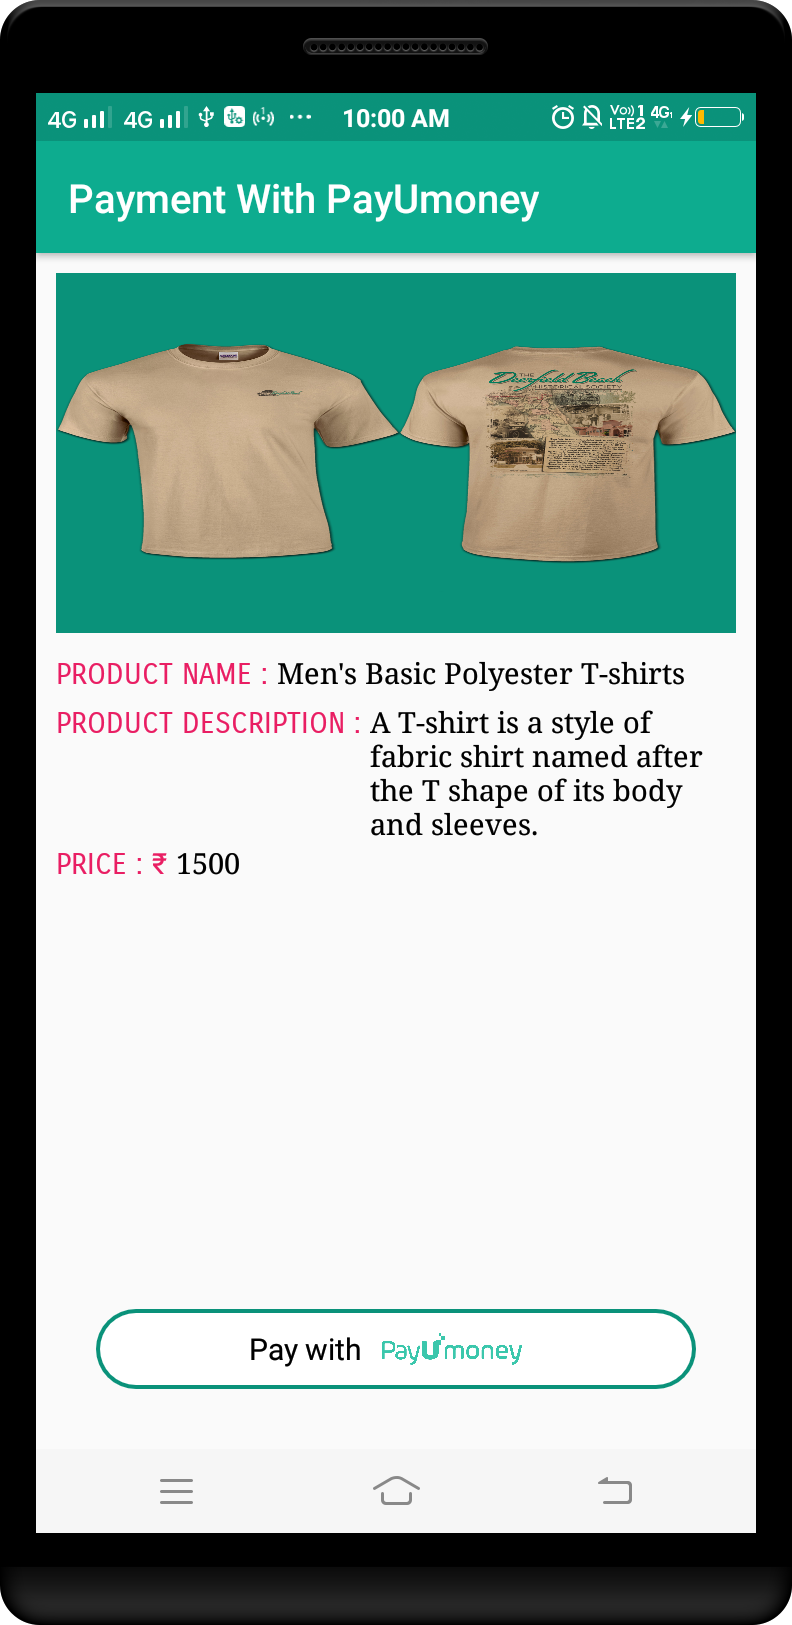 4G 4G 10:00 AM Vo) 1 4G
LTE2
Payment With PayUmoney
THE
Deerfield Beach
HISTORICAL SOCIETY
PRODUCT NAME : Men's Basic Polyester T-shirts
PRODUCT DESCRIPTION : A T-shirt is a style of
fabric shirt named after
the T shape of its body
and sleeves.
PRICE : ₹ 1500
Pay with PayUmoney